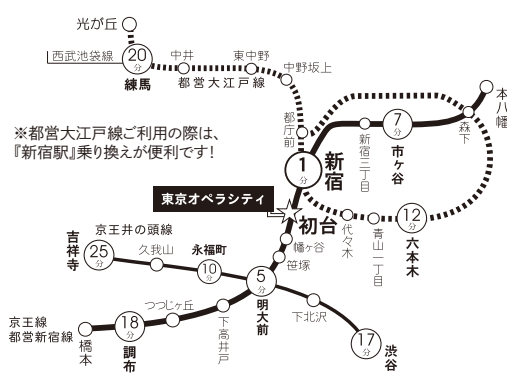 光が丘
西武池袋線
20分
練馬
中井
東中野
中野坂上
都営大江戸線
都庁前
本八幡
森下
7分
市ヶ谷
新宿三丁目
※都営大江戸線ご利用の際は、
『新宿駅』乗り換えが便利です!
1分
新宿
東京オペラシティ
初台
代々木
青山一丁目
12分
六本木
幡ヶ谷
笹塚
京王井の頭線
吉祥寺
25分
久我山
永福町
10分
5分
明大前
つつじヶ丘
下高井戸
下北沢
17分
渋谷
京王線
都営新宿線
橋本
18分
調布